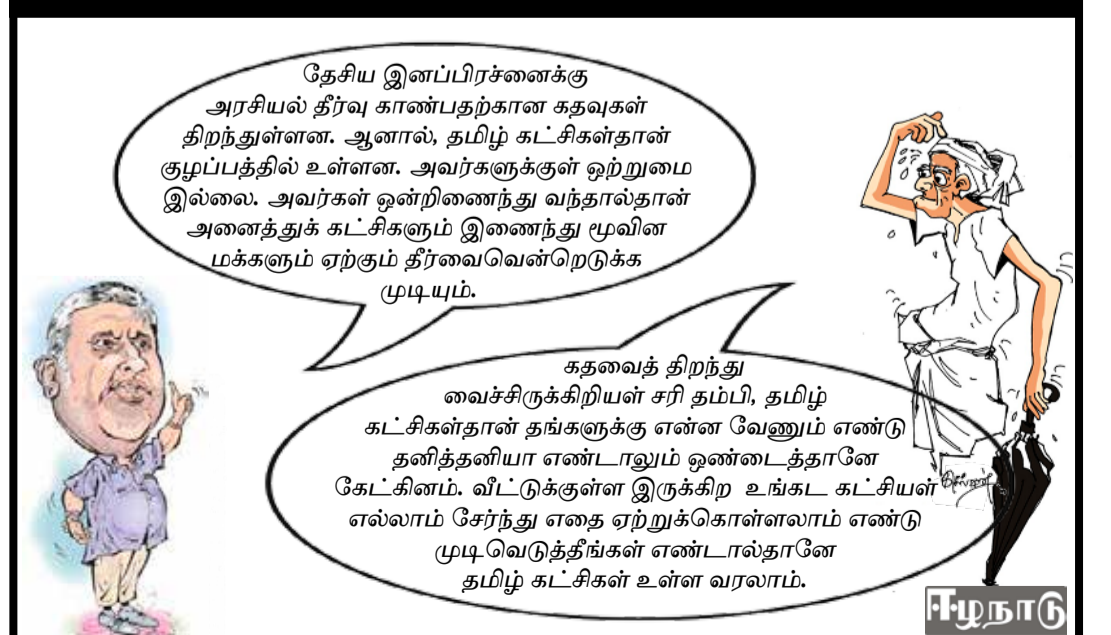 தேசிய இனப்பிரச்னைக்கு
அரசியல் தீர்வு காண்பதற்கான கதவுகள்
திறந்துள்ளன. ஆனால், தமிழ் கட்சிகள்தான்
குழப்பத்தில் உள்ளன. அவர்களுக்குள் ஒற்றுமை
இல்லை. அவர்கள் ஒன்றிணைந்து வந்தால்தான்
அனைத்துக் கட்சிகளும் இணைந்து மூவின
மக்களும் ஏற்கும் தீர்வைவென்றெடுக்க
முடியும்.
கதவைத் திறந்து
வைச்சிருக்கிறியள் சரி தம்பி, தமிழ்
கட்சிகள்தான் தங்களுக்கு என்ன வேணும் எண்டு
தனித்தனியா எண்டாலும் ஒண்டைத்தானே
கேட்கினம். வீட்டுக்குள்ள இருக்கிற உங்கட கட்சியள்
எல்லாம் சேர்ந்து எதை ஏற்றுக்கொள்ளலாம் எண்டு
முடிவெடுத்தீங்கள் எண்டால்தானே
தமிழ் கட்சிகள் உள்ள வரலாம்.
ஈழநாடு